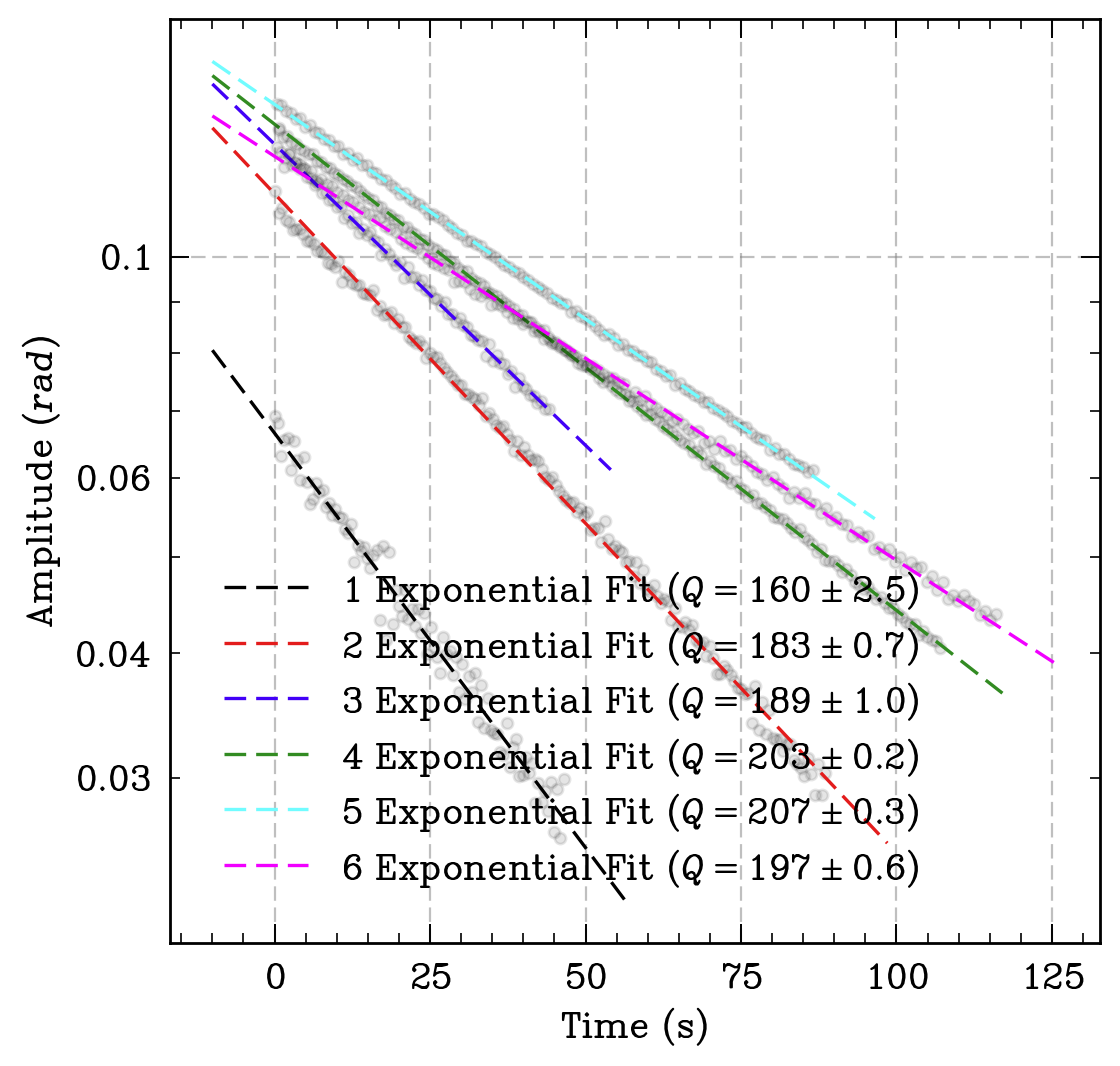 0.1
0.06
0.04
0.03
Amplitude (rad)
1 Exponential Fit (Q = 160 ± 2.5)
2 Exponential Fit (Q = 183 ± 0.7)
3 Exponential Fit (Q = 189 ± 1.0)
4 Exponential Fit (Q = 203 ± 0.2)
5 Exponential Fit (Q = 207 ± 0.3)
6 Exponential Fit (Q = 197 ± 0.6)
0 25 50 75 100 125
Time (s)